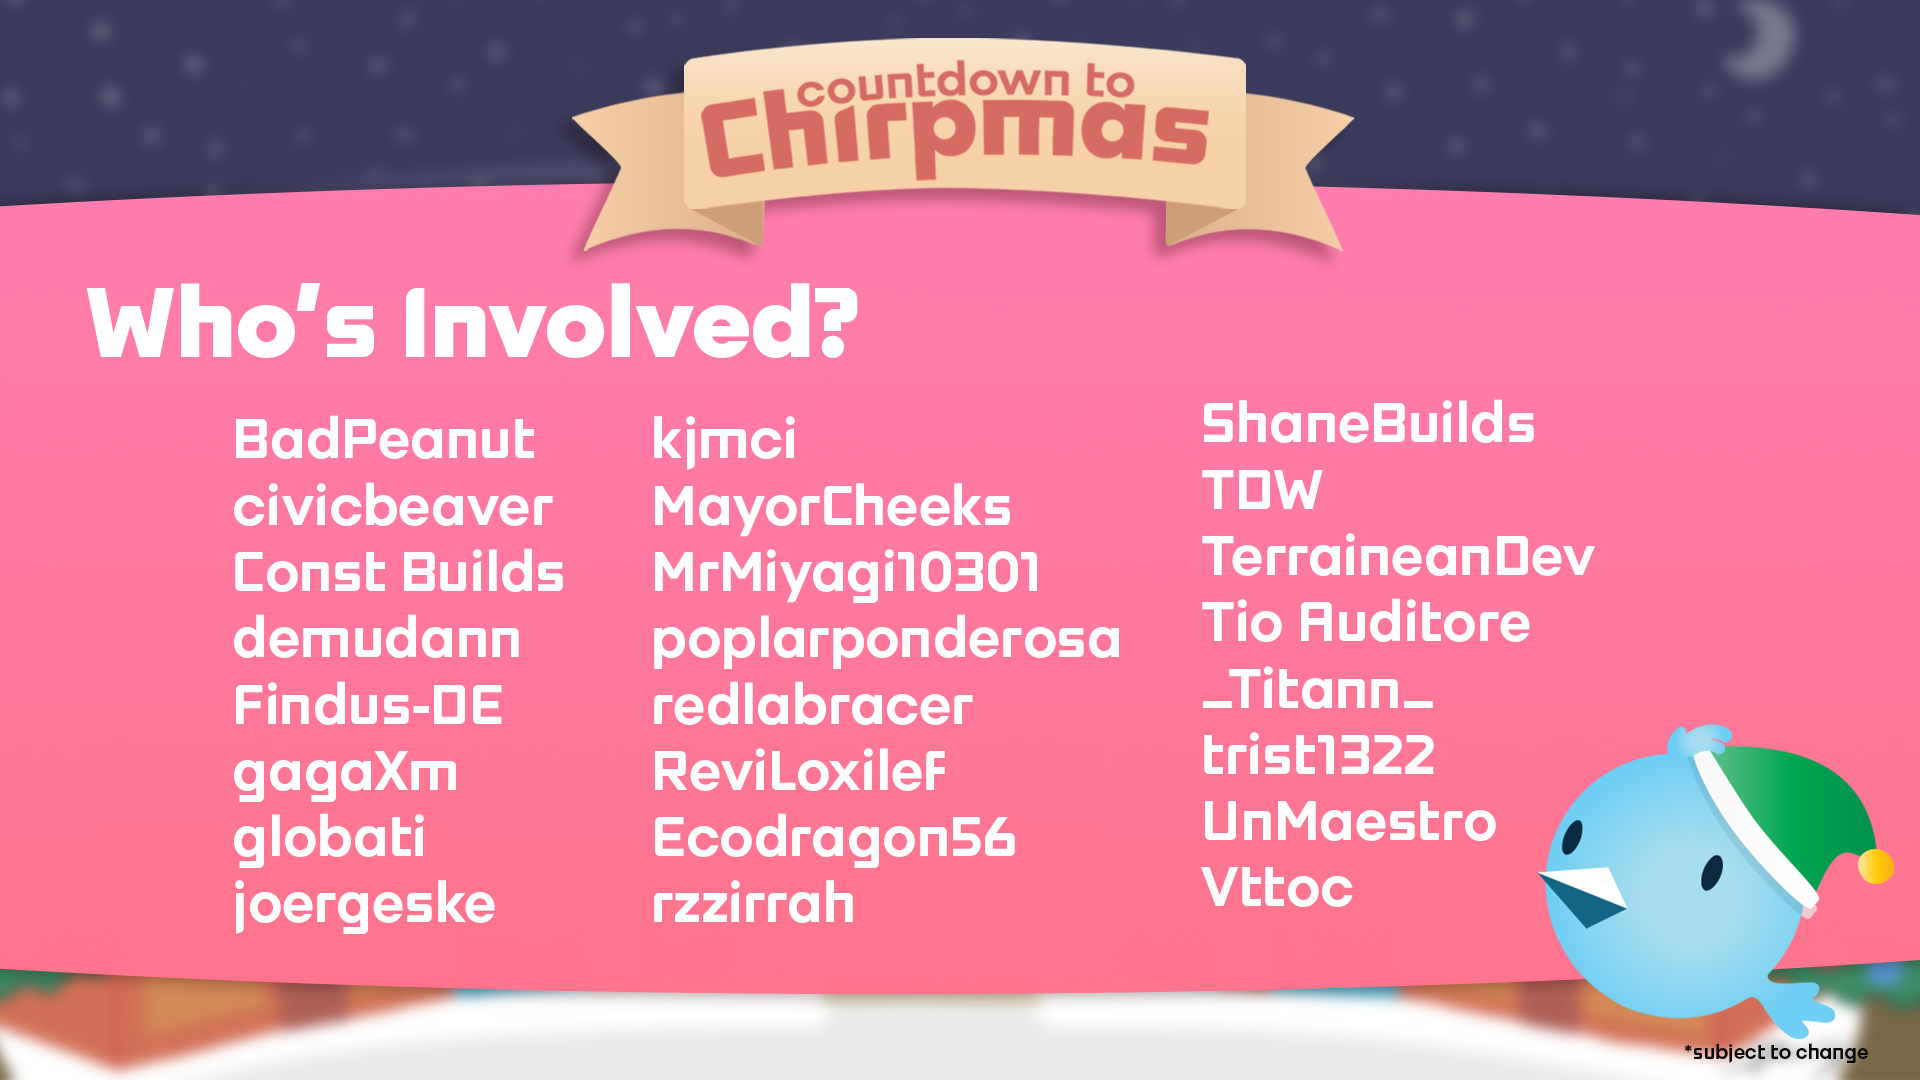 countdown to
Chirpmas
Who's Involved?
BadPeanut
civicbeaver
Const Builds
demudann
Findus-DE
gagaXm
globati
joergeske
kjmci
MayorCheeks
MrMiyagi10301
poplarponderosa
redlabracer
ReviLoxilef
Ecodragon56
rzzirrah
ShaneBuilds
TDW
TerraineanDev
Tio Auditore
_Titann_
trist1322
UnMaestro
Vttoc
*subject to change